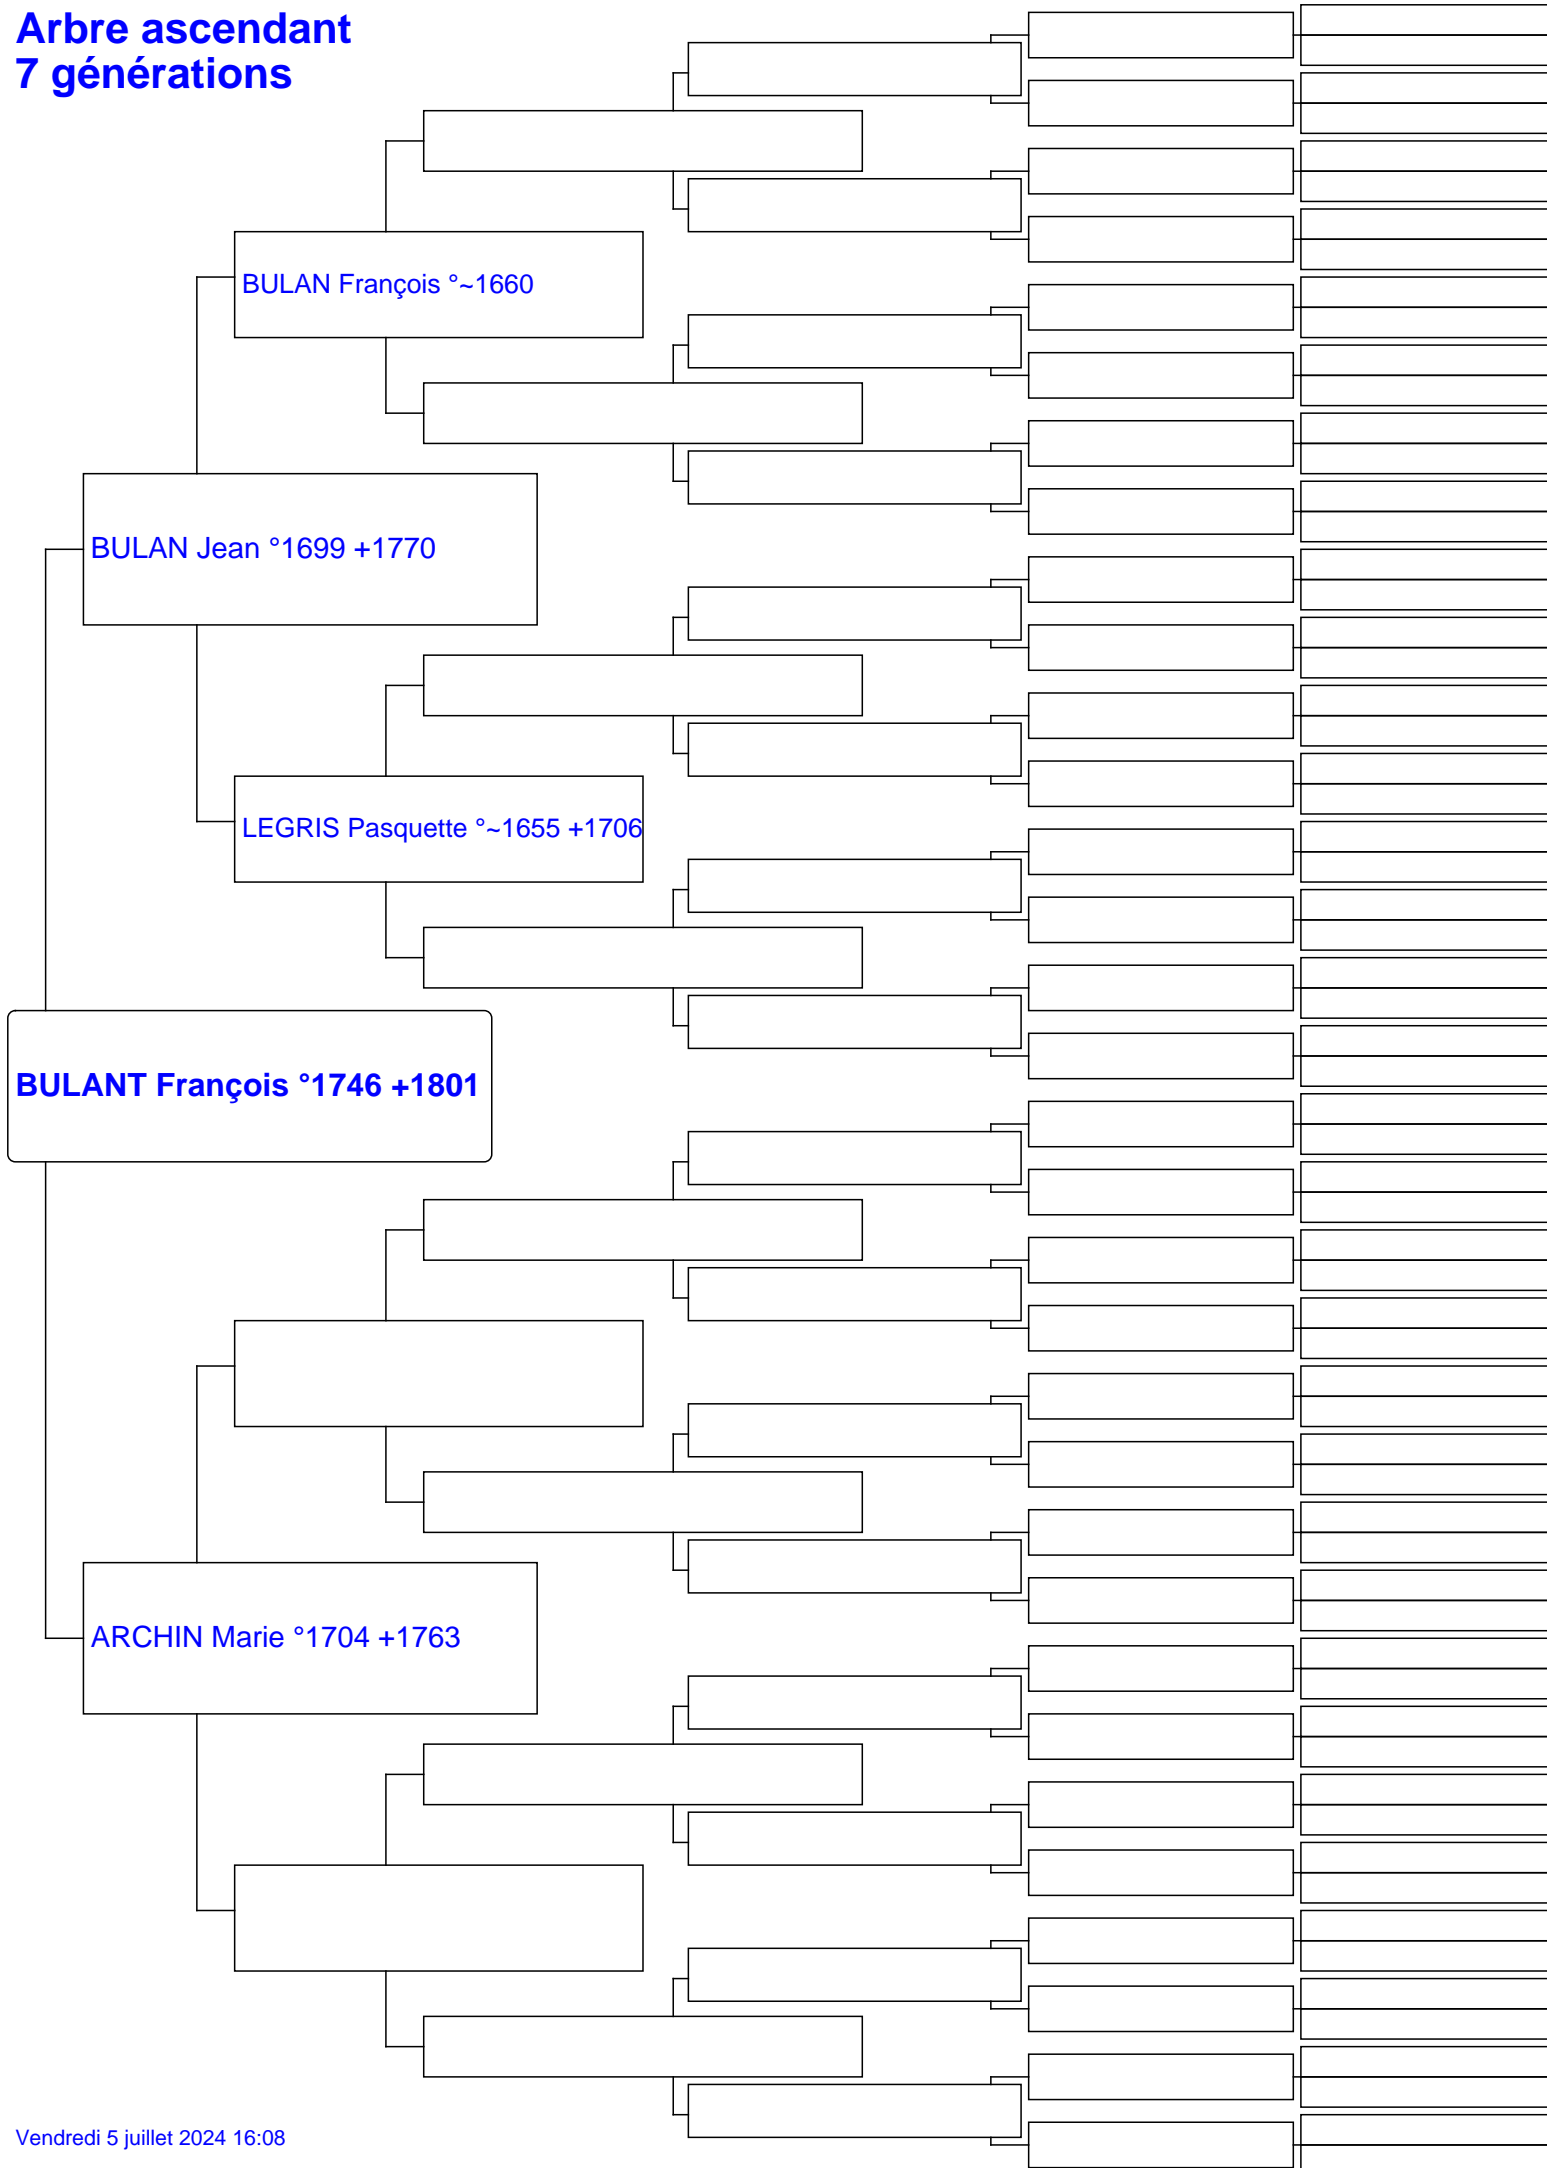 Arbre ascendant
7 générations
BULAN François °~1660
BULAN Jean °1699 +1770
LEGRIS Pasquette °~1655 +1706
BULANT François °1746 +1801
ARCHIN Marie °1704 +1763
Vendredi 5 juillet 2024 16:08